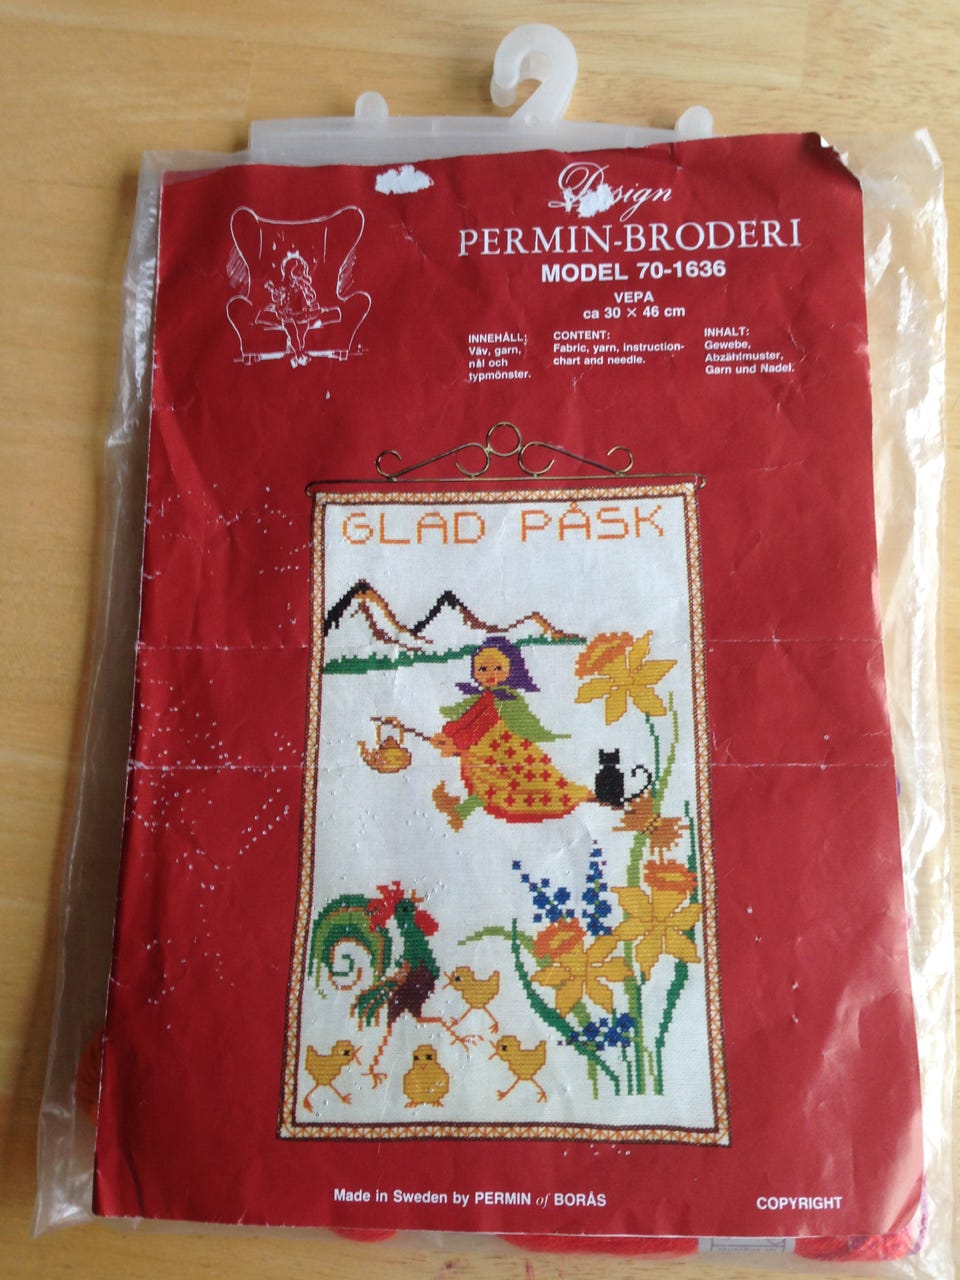 Design
PERMIN-BRODERI
MODEL 70-1636
VEPA
ca 30 × 46 cm
INNEHÅLL:
Väv, garn,
nål och
typmönster.
CONTENT:
Fabric, yarn, instruction-
chart and needle.
INHALT:
Gewebe,
Abzählmuster,
Garn und Nadel.
GLAD PÅSK
Made in Sweden by PERMIN of BORÅS
COPYRIGHT